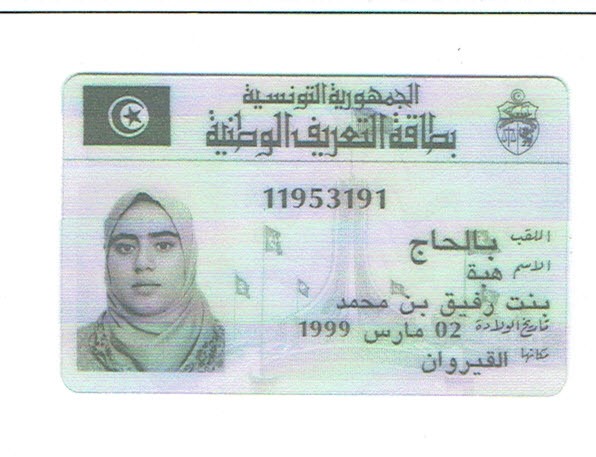 الجمهورية التونسية
بطاقة التعريف الوطنية
11953191
اللقب بالحاج
الاسم هبة
بنت رفيق بن محمد
تاريخ الولادة 02 مارس 1999
مكانها القيروان